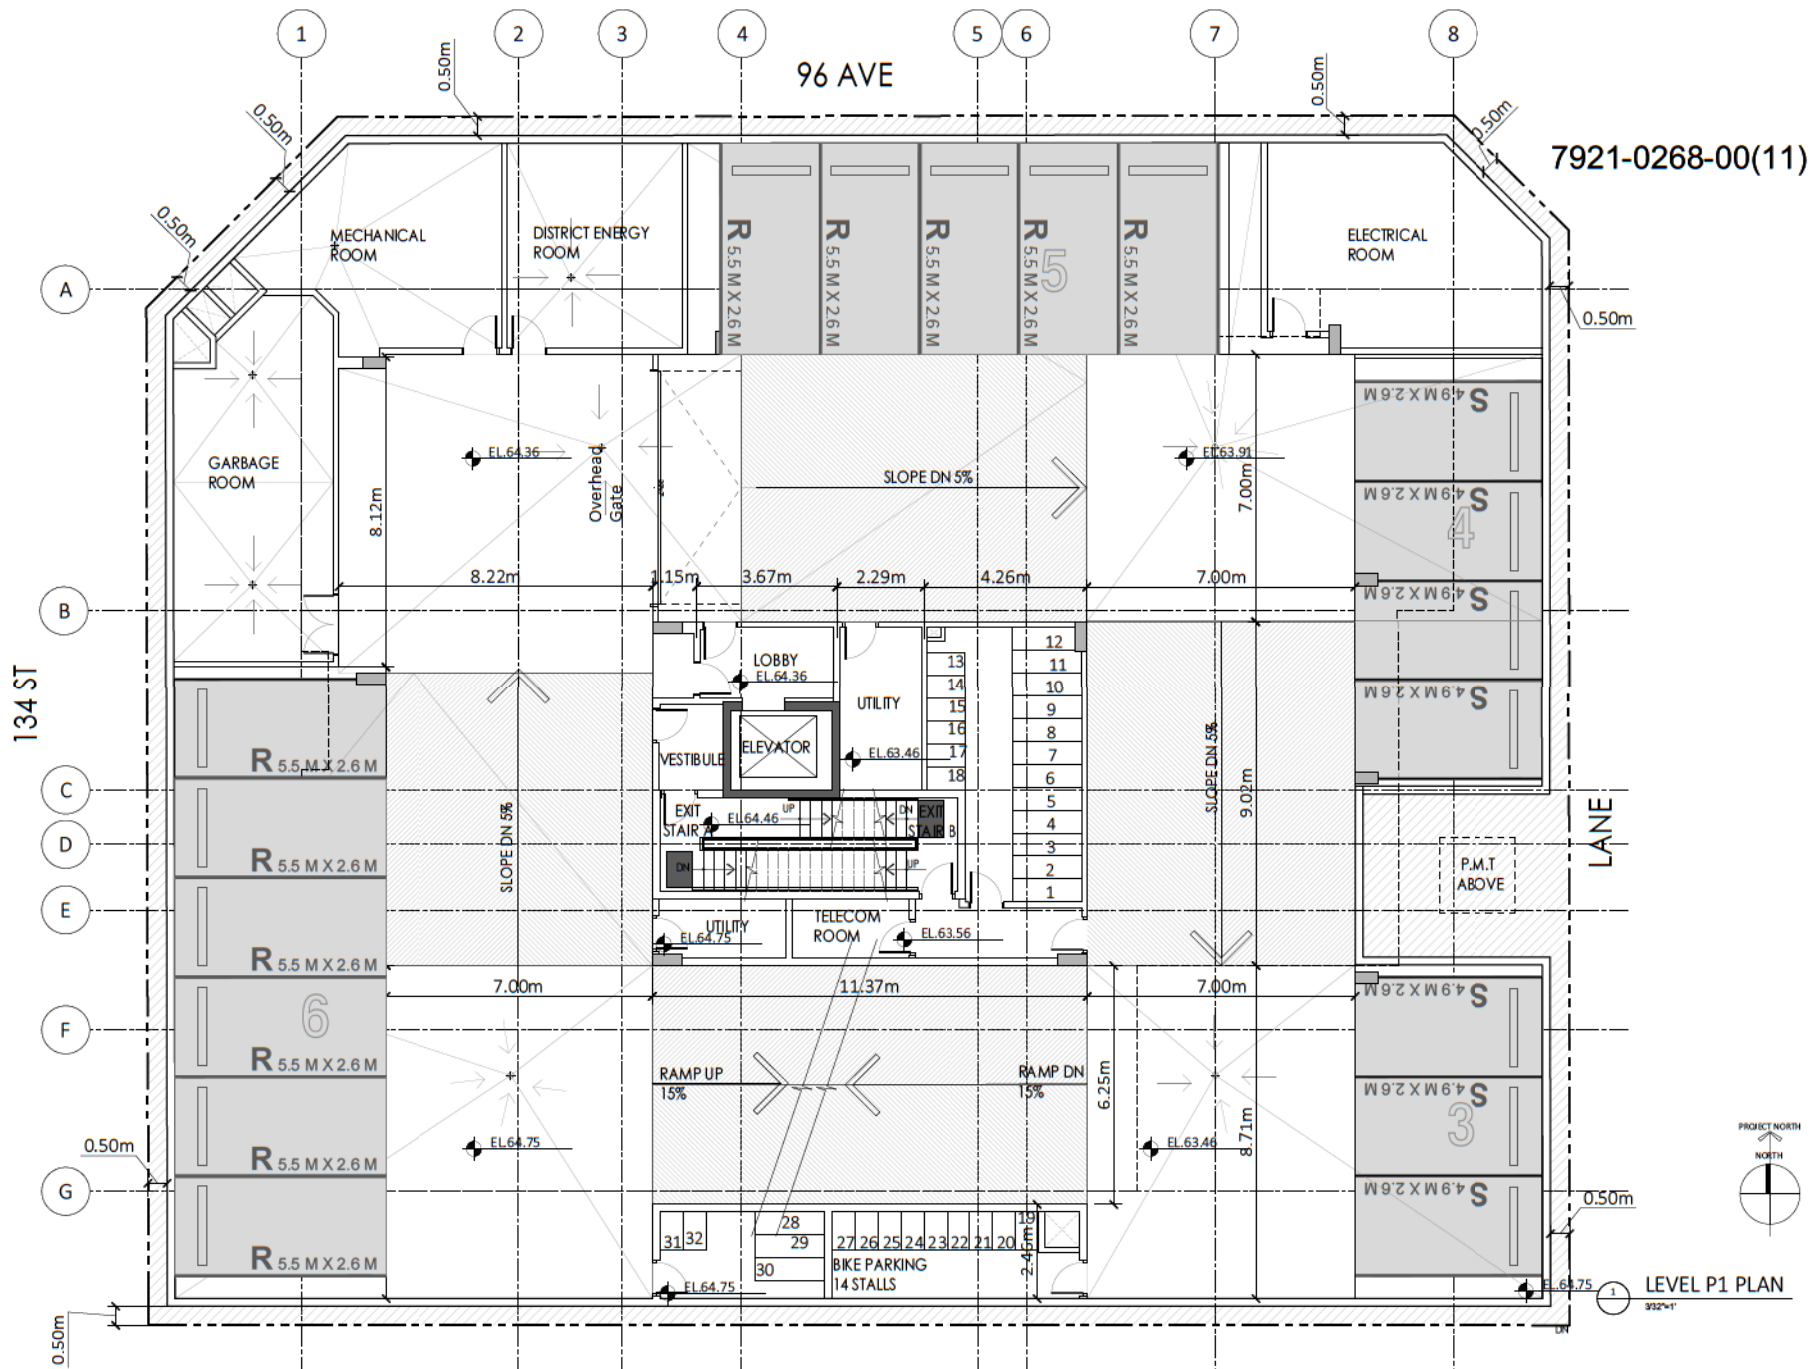 1 2 3 4 5 6 7 8
96 AVE
0.50m
0.50m
0.50m
0.50m
0.50m
7921-0268-00(11)
MECHANICAL
ROOM
DISTRICT ENERGY
ROOM
ELECTRICAL
ROOM
R 5.5 M X 2.6 M
R 5.5 M X 2.6 M
R 5.5 M X 2.6 M
R 5.5 M X 2.6 M
R 5.5 M X 2.6 M
5
A
0.50m
S 4.9 M X 2.6 M
S 4.9 M X 2.6 M
S 4.9 M X 2.6 M
S 4.9 M X 2.6 M
4
GARBAGE
ROOM
EL.64.36
Overhead
Gate
SLOPE DN 5%
EL.63.91
7.00m
8.12m
8.22m
1.15m
3.67m
2.29m
4.26m
7.00m
B
134 ST
LOBBY
EL.64.36
UTILITY
ELEVATOR
VESTIBULE
EL.63.46
13
14
15
16
17
18
12
11
10
9
8
7
6
5
4
3
2
1
SLOPE DN 5%
SLOPE DN 5%
9.02m
C
EXIT
STAIR A
EL.64.46
UP
DN
EXIT
STAIR B
D
DN
UP
P.M.T
ABOVE
LANE
E
UTILITY
EL.64.75
TELECOM
ROOM
EL.63.56
7.00m
11.37m
7.00m
R 5.5 M X 2.6 M
R 5.5 M X 2.6 M
R 5.5 M X 2.6 M
R 5.5 M X 2.6 M
R 5.5 M X 2.6 M
R 5.5 M X 2.6 M
6
F
RAMP UP
15%
RAMP DN
15%
6.25m
8.71m
EL.64.75
EL.63.46
S 4.9 M X 2.6 M
S 4.9 M X 2.6 M
S 4.9 M X 2.6 M
3
PROJECT NORTH
NORTH
0.50m
G
0.50m
31 32
28
29
30
27 26 25 24 23 22 21 20 19
BIKE PARKING
14 STALLS
EL.64.75
EL.64.75
1
LEVEL P1 PLAN
3/32"=1'
DN
0.50m